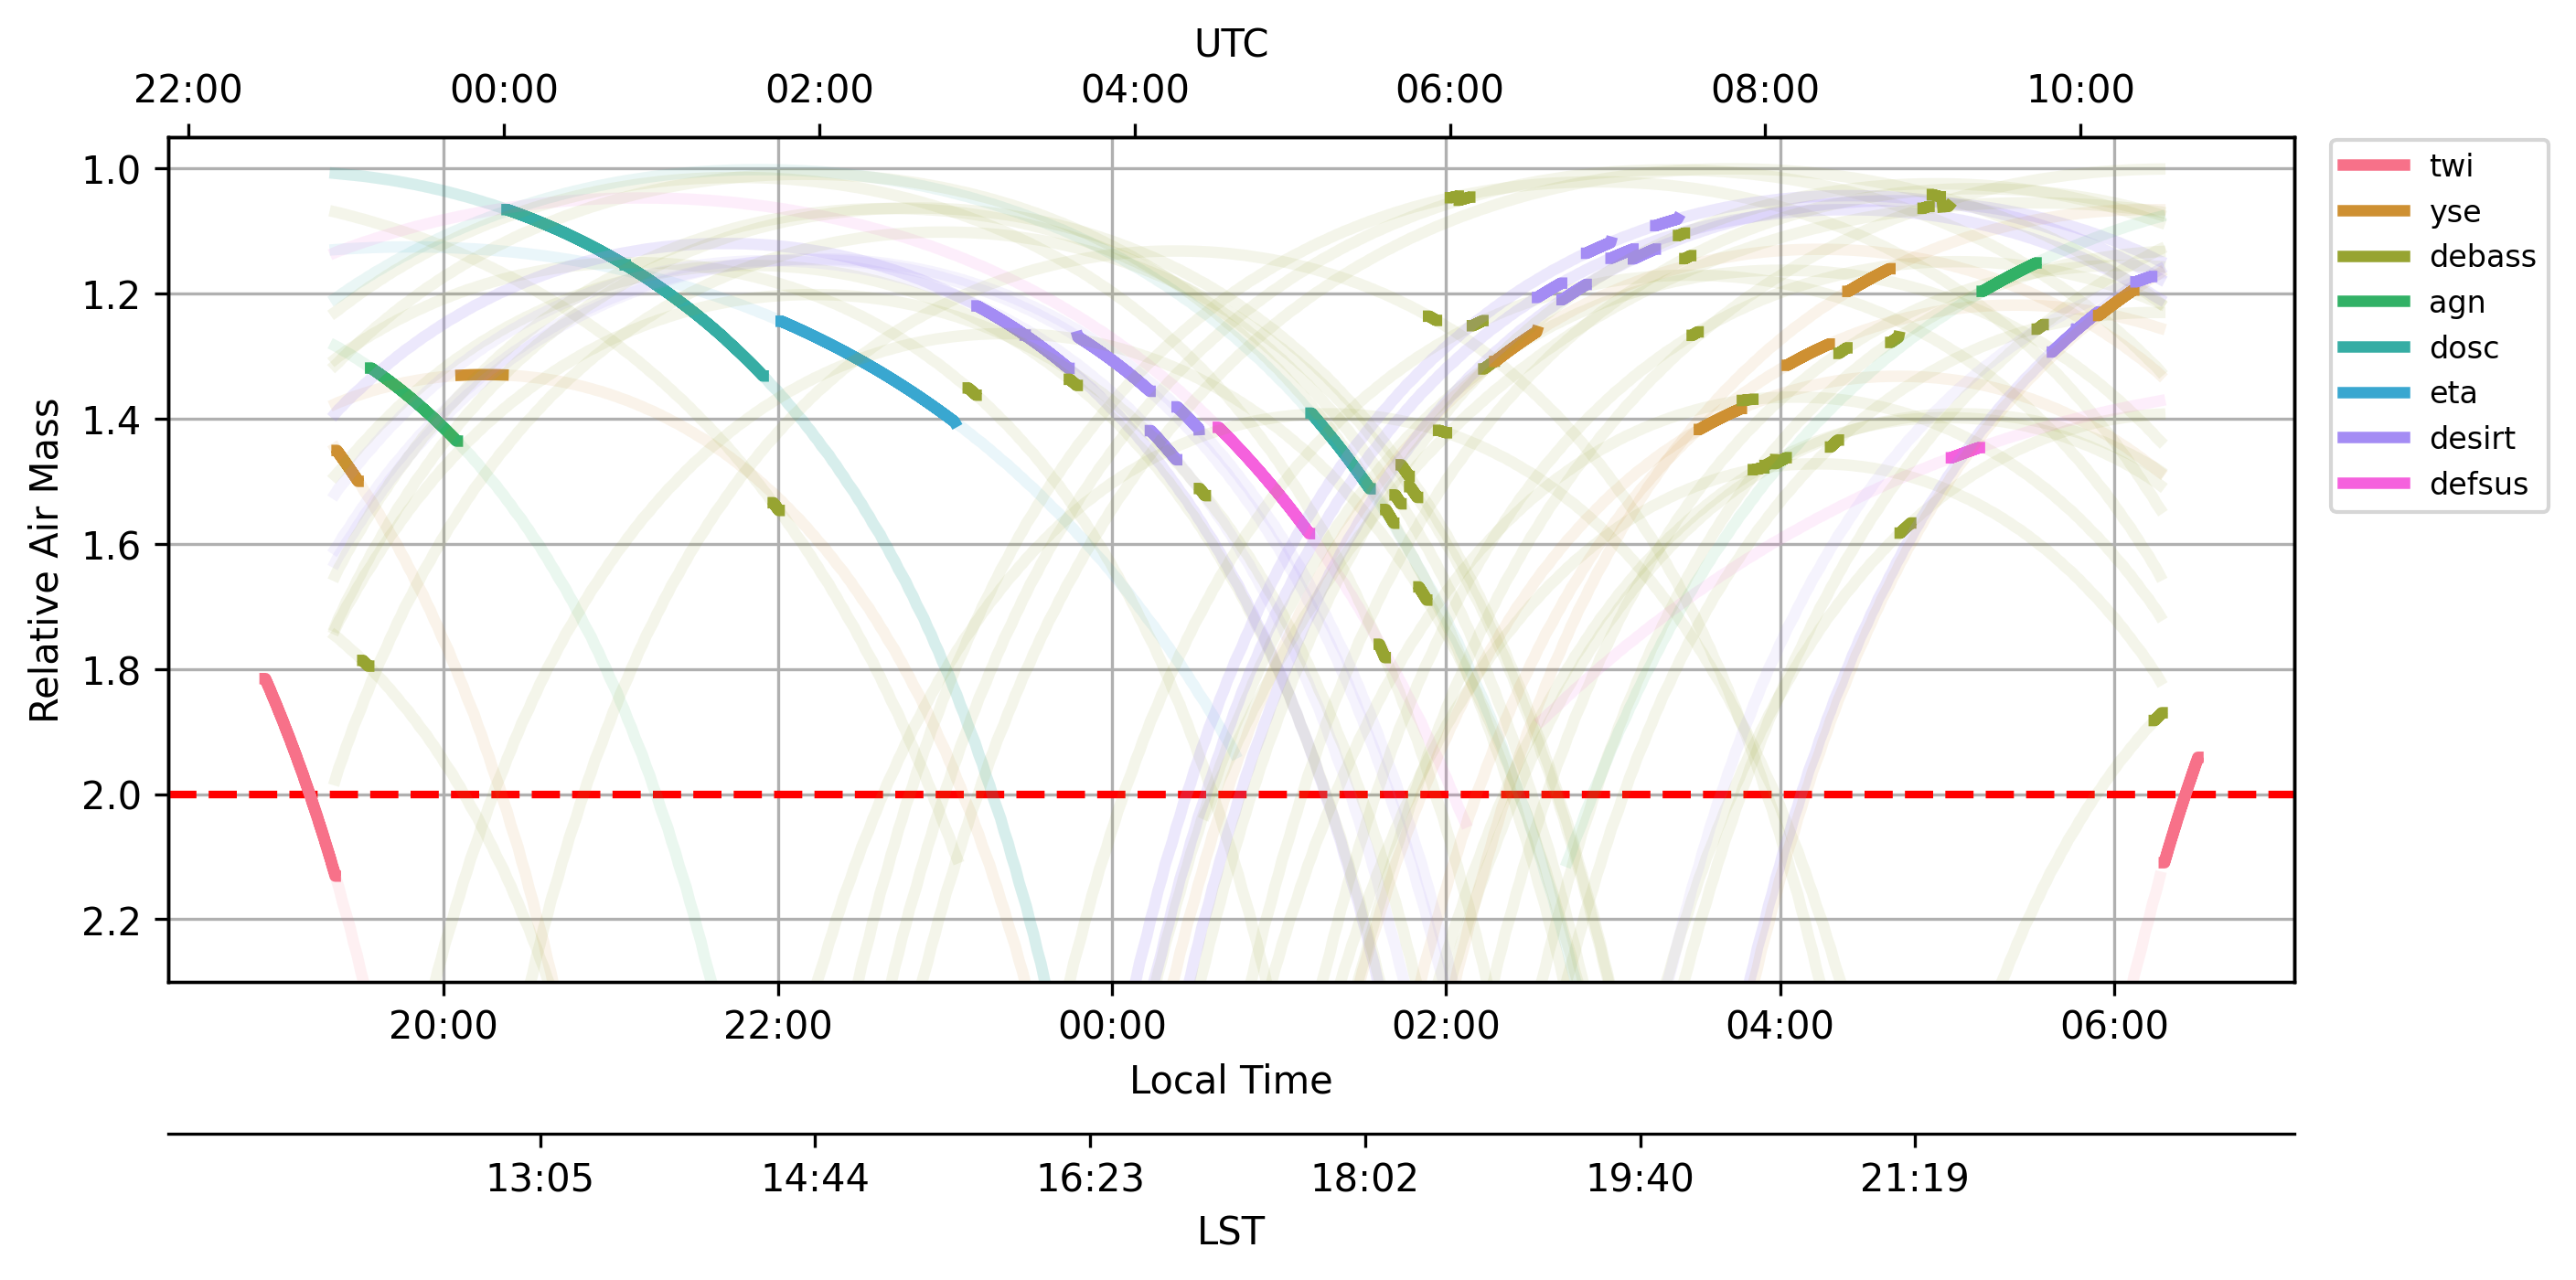 UTC
22:00 00:00 02:00 04:00 06:00 08:00 10:00
1.0
1.2
1.4
1.6
1.8
2.0
2.2
Relative Air Mass
twi
yse
debass
agn
dosc
eta
desirt
defsus
20:00 22:00 00:00 02:00 04:00 06:00
Local Time
13:05 14:44 16:23 18:02 19:40 21:19
LST